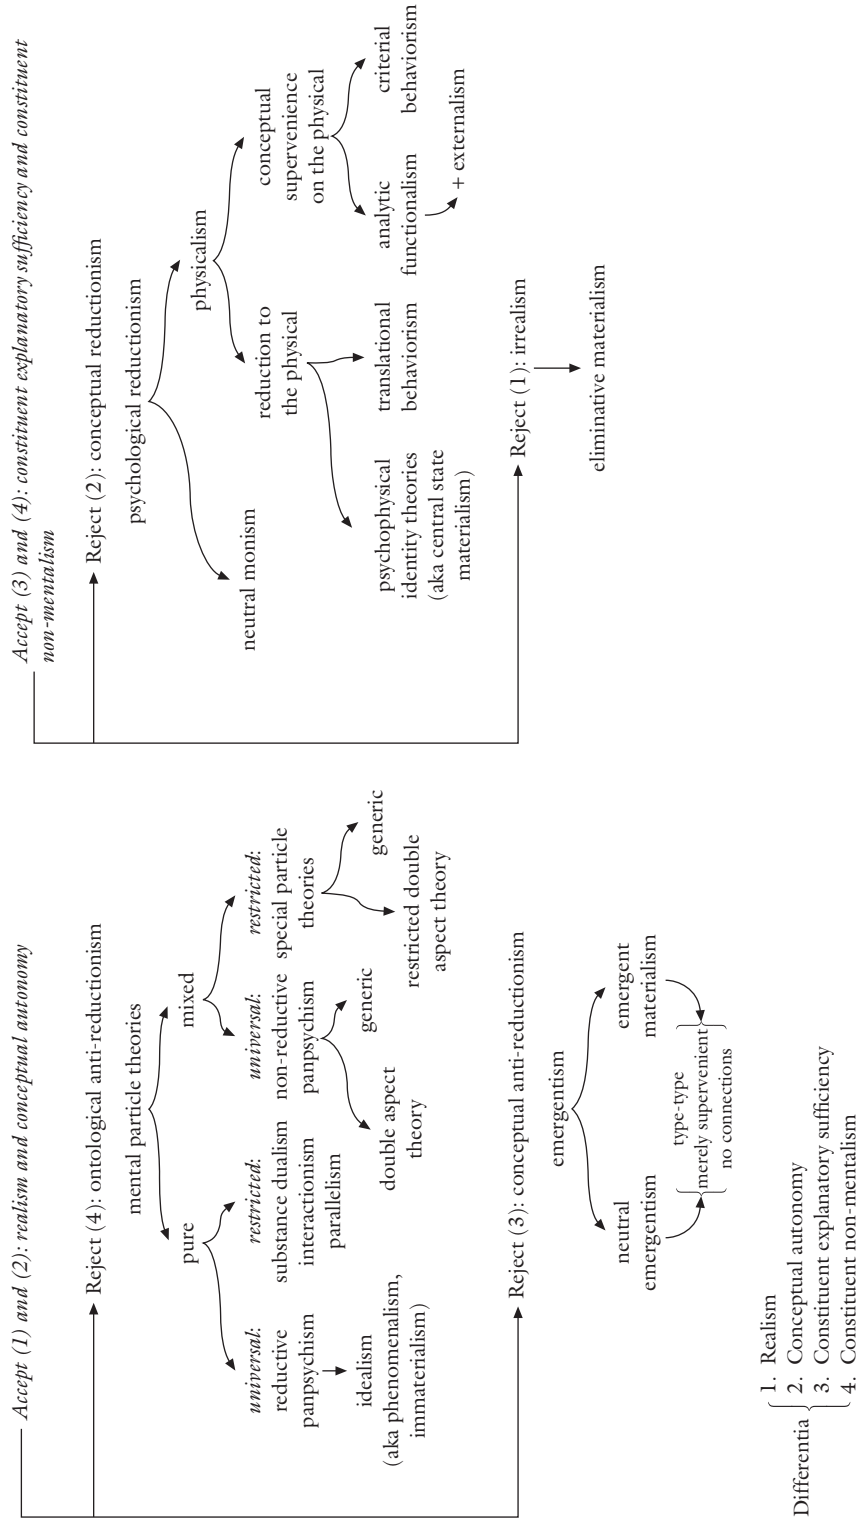 Accept (1) and (2): realism and conceptual autonomy
Reject (4): ontological anti-reductionism
mental particle theories
pure
mixed
universal:
reductive
panpsychism
idealism
(aka phenomenalism,
immaterialism)
restricted:
substance dualism
interactionism
parallelism
universal:
non-reductive
panpsychism
double aspect
theory
generic
restricted:
special particle
theories
restricted double
aspect theory
generic
Reject (3): conceptual anti-reductionism
emergentism
neutral
emergentism
emergent
materialism
type-type
merely supervenient
no connections
Differentia
1. Realism
2. Conceptual autonomy
3. Constituent explanatory sufficiency
4. Constituent non-mentalism
Accept (3) and (4): constituent explanatory sufficiency and constituent
non-mentalism
Reject (2): conceptual reductionism
psychological reductionism
neutral monism
physicalism
reduction to
the physical
conceptual
supervenience
on the physical
psychophysical
identity theories
(aka central state
materialism)
translational
behaviorism
analytic
functionalism
+ externalism
criterial
behaviorism
Reject (1): irrealism
eliminative materialism